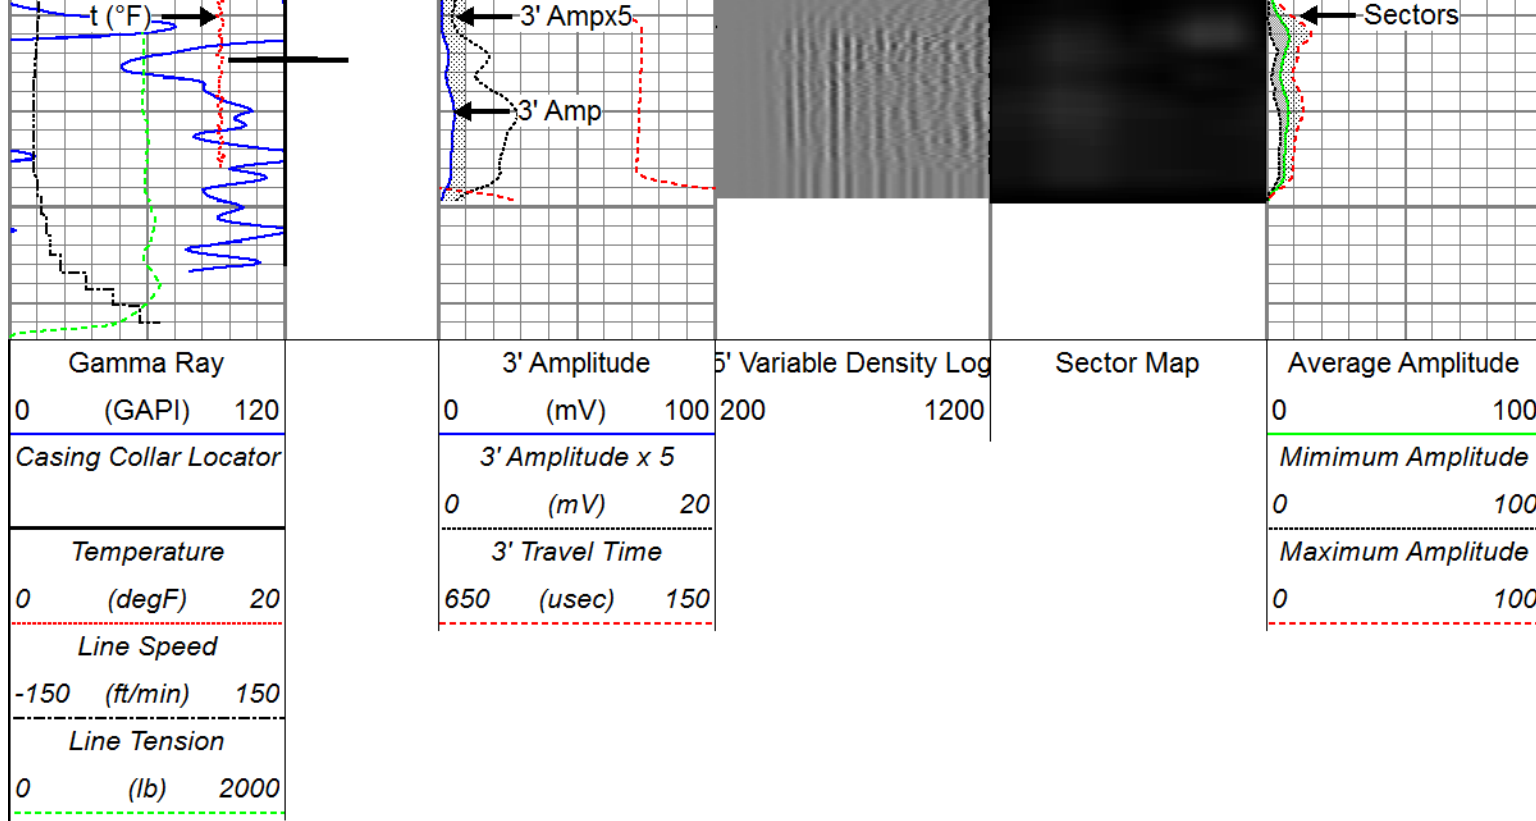 t (°F)
3' Ampx5
Sectors
3' Amp
Gamma Ray
0 (GAPI) 120
Casing Collar Locator
Temperature
0 (degF) 20
Line Speed
-150 (ft/min) 150
Line Tension
0 (lb) 2000
3' Amplitude
0 (mV) 100
3' Amplitude x 5
0 (mV) 20
3' Travel Time
650 (usec) 150
5' Variable Density Log
200 1200
Sector Map
Average Amplitude
0 100
Mimimum Amplitude
0 100
Maximum Amplitude
0 100